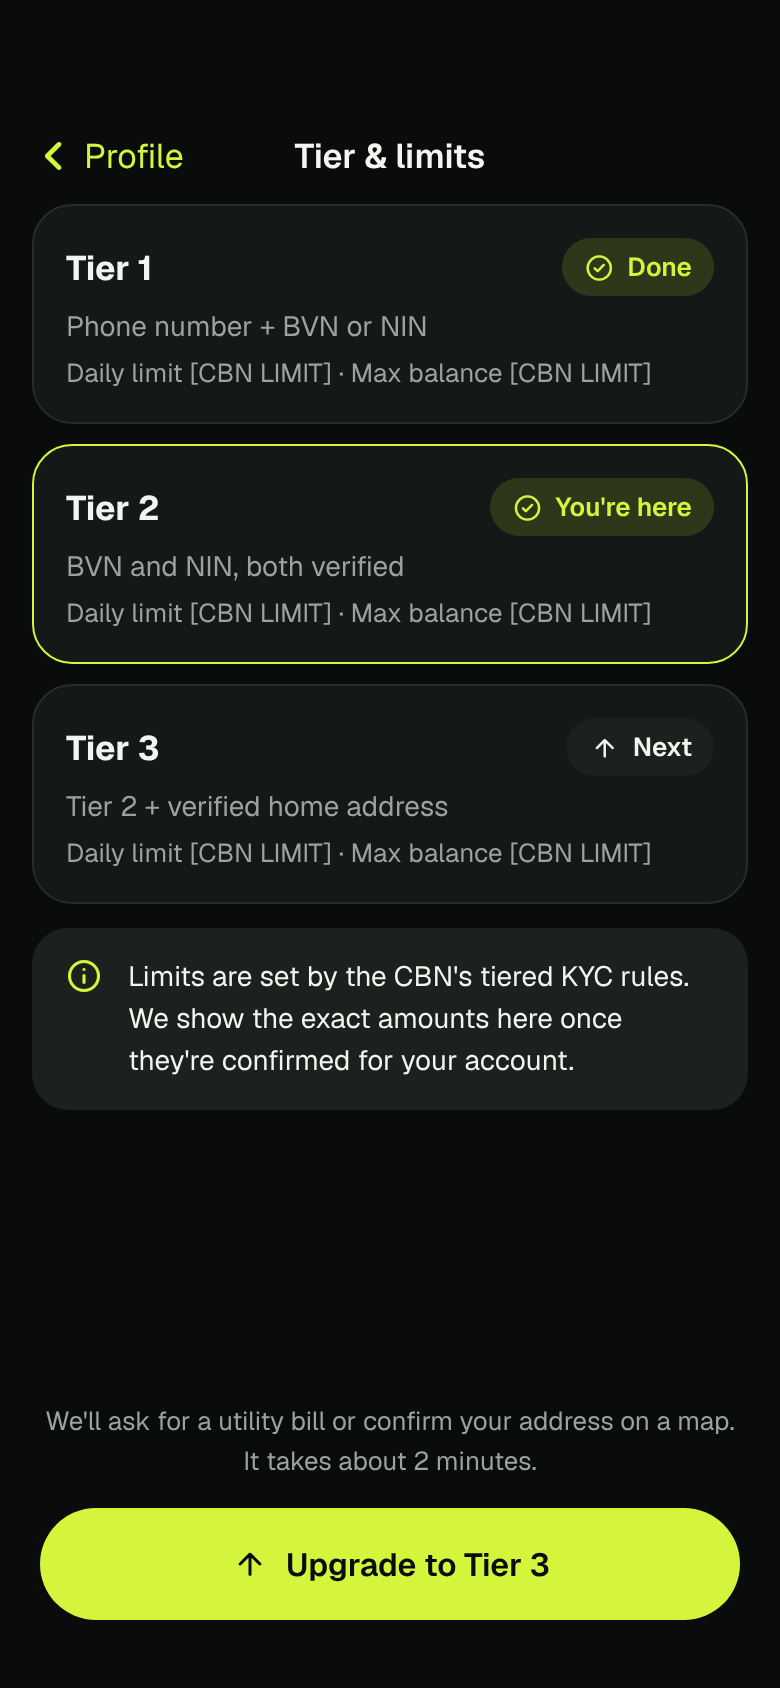 Profile
Tier & limits
Tier 1
Done
Phone number + BVN or NIN
Daily limit [CBN LIMIT] · Max balance [CBN LIMIT]
Tier 2
You're here
BVN and NIN, both verified
Daily limit [CBN LIMIT] · Max balance [CBN LIMIT]
Tier 3
Next
Tier 2 + verified home address
Daily limit [CBN LIMIT] · Max balance [CBN LIMIT]
Limits are set by the CBN's tiered KYC rules.
We show the exact amounts here once
they're confirmed for your account.
We'll ask for a utility bill or confirm your address on a map.
It takes about 2 minutes.
Upgrade to Tier 3